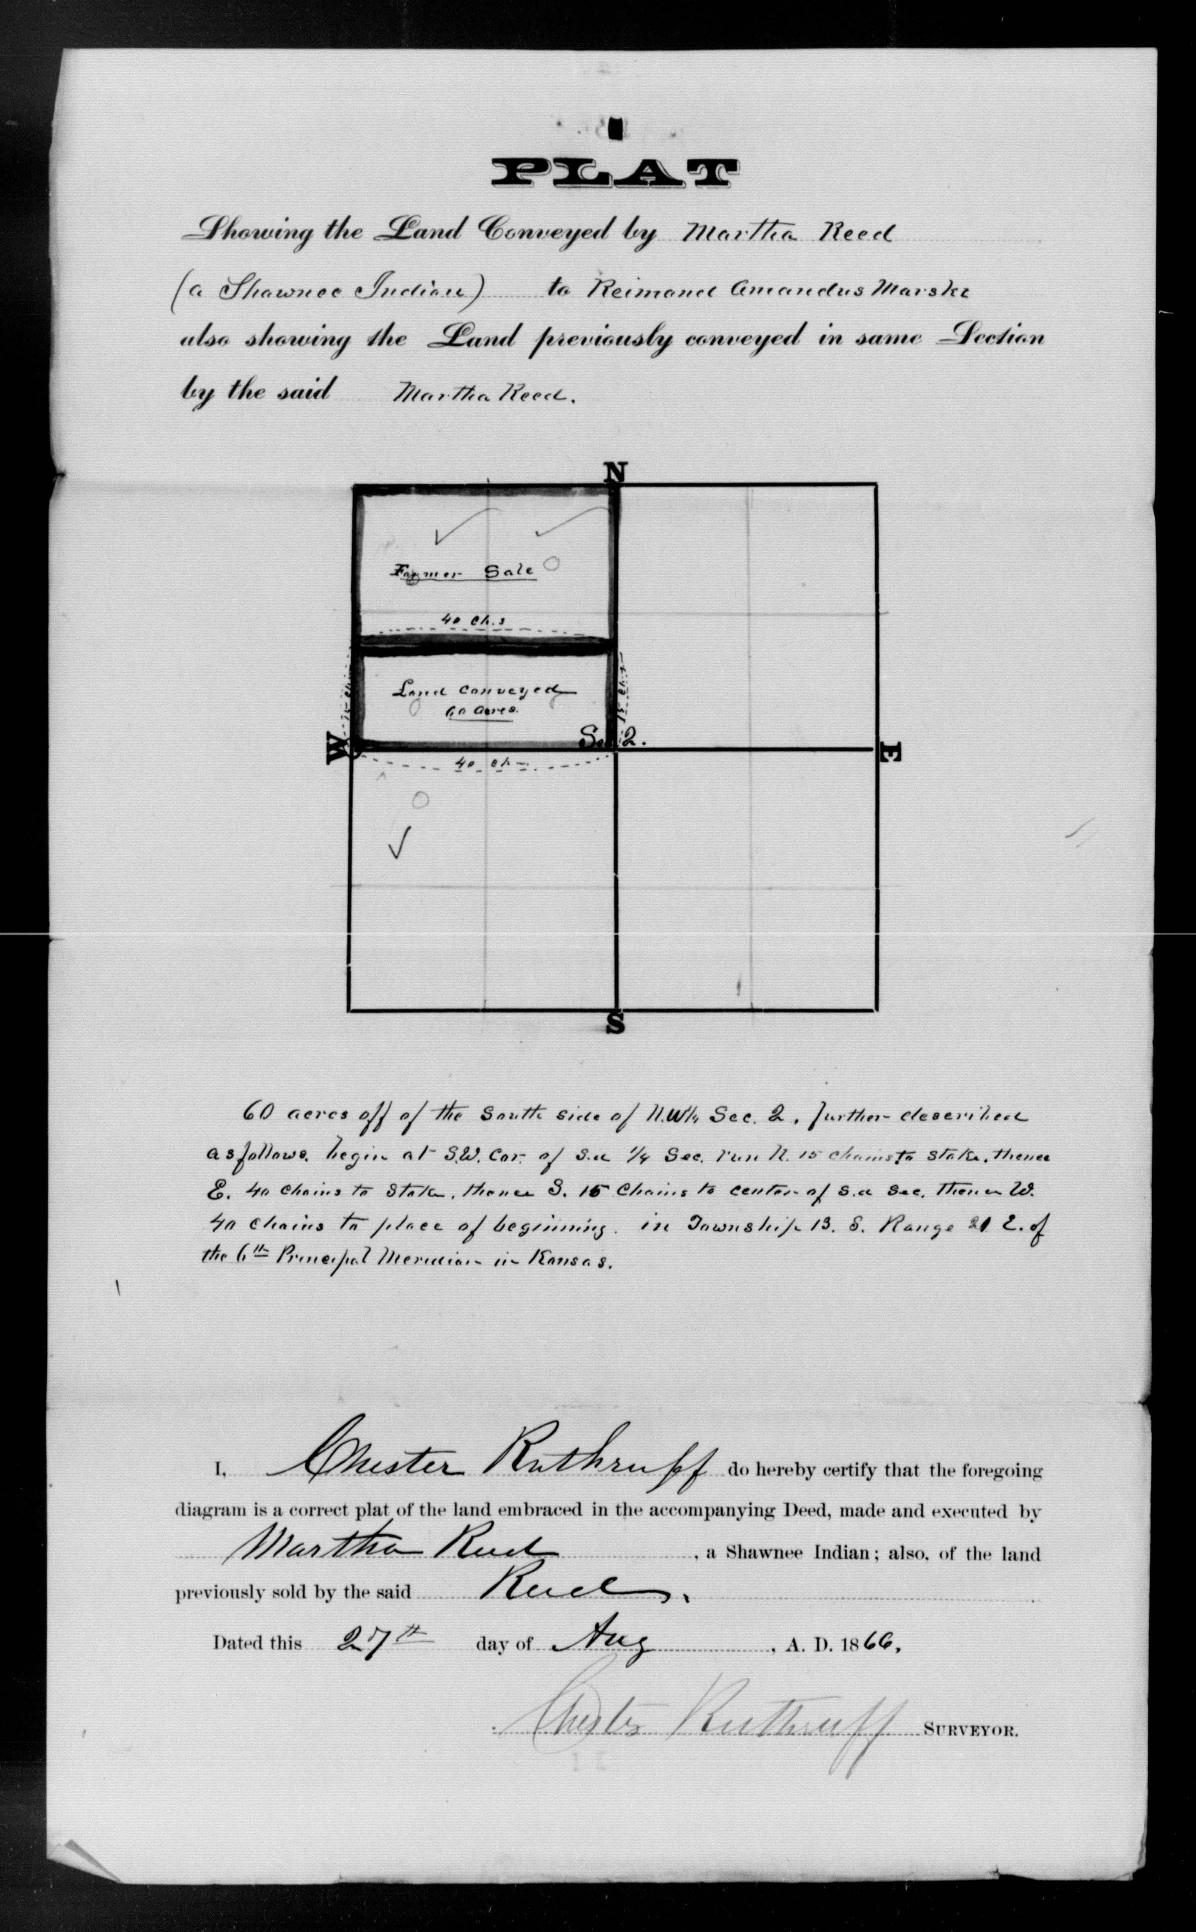 PLAT
Showing the Land Conveyed by Martha Reed
(a Shawnee Indian) to Reimond Amandus
also showing the Land previously conveyed in same Section
by the said Martha Reed.
N
Former Sale
40 Ch.s
Land conveyed
60 acres.
15 Ch.s
15 Ch.s
Sec. 2.
W
E
40 Ch
S
60 acres off of the South side of N.W¼ Sec. 2, further described
as follows. begin at S.W. Cor. of s.d ¼ Sec. run N. 15 chains to stake, thence
E. 40 chains to Stake, thence S. 15 Chains to center of s.d Sec. thence W.
40 chains to place of beginning. in Township 13. S. Range 21 E. of
the 6th Principal Meridian in Kansas.
I, Chester Ruthruff do hereby certify that the foregoing
diagram is a correct plat of the land embraced in the accompanying Deed, made and executed by
Martha Reed, a Shawnee Indian; also, of the land
previously sold by the said Reed.
Dated this 27th day of Aug, A. D. 1866.
Chester Ruthruff SURVEYOR.